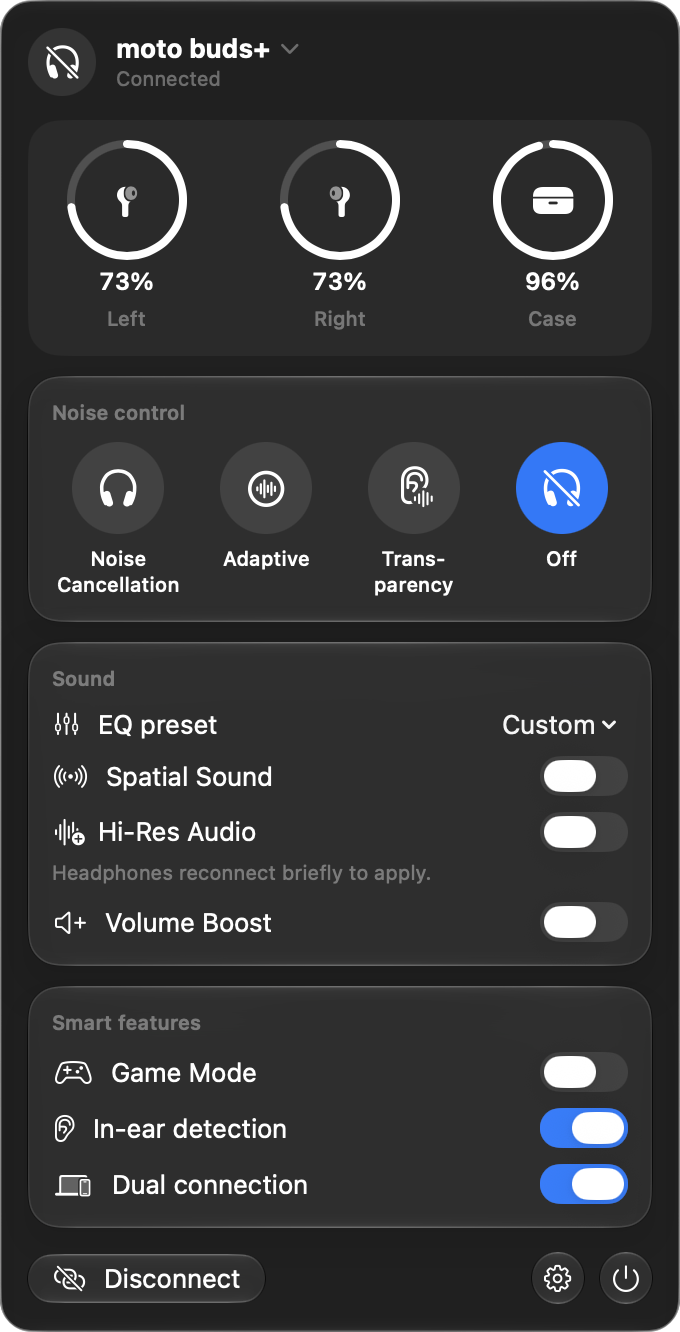 moto buds+
Connected
73%
73%
96%
Left
Right
Case
Noise control
Noise
Cancellation
Adaptive
Trans-
parency
Off
Sound
EQ preset
Custom
Spatial Sound
Hi-Res Audio
Headphones reconnect briefly to apply.
Volume Boost
Smart features
Game Mode
In-ear detection
Dual connection
Disconnect